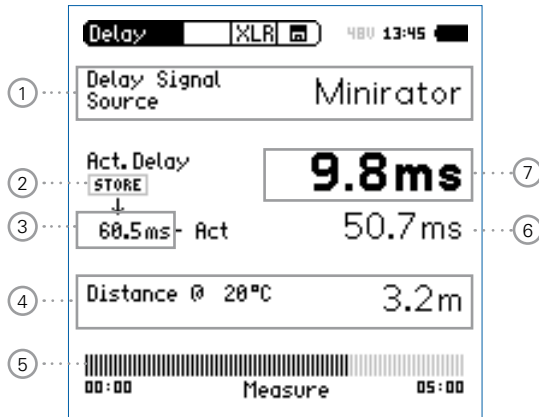 Delay XLR 48V 13:45
1 Delay Signal Source Minirator
Act. Delay 9.8ms 7
2 STORE
3 60.5ms - Act 50.7ms 6
4 Distance @ 20°C 3.2m
5
00:00 Measure 05:00